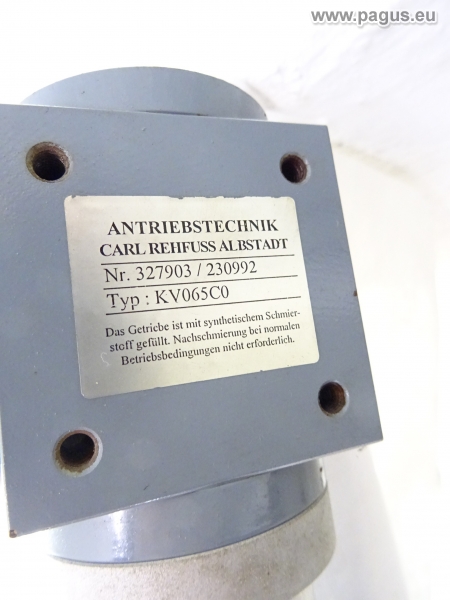 www.pagus.eu
ANTRIEBSTECHNIK
CARL REHFUSS ALBSTADT
Nr. 327903 / 230992
Typ : KV065C0
Das Getriebe ist mit synthetischem Schmier-
stoff gefüllt. Nachschmierung bei normalen
Betriebsbedingungen nicht erforderlich.